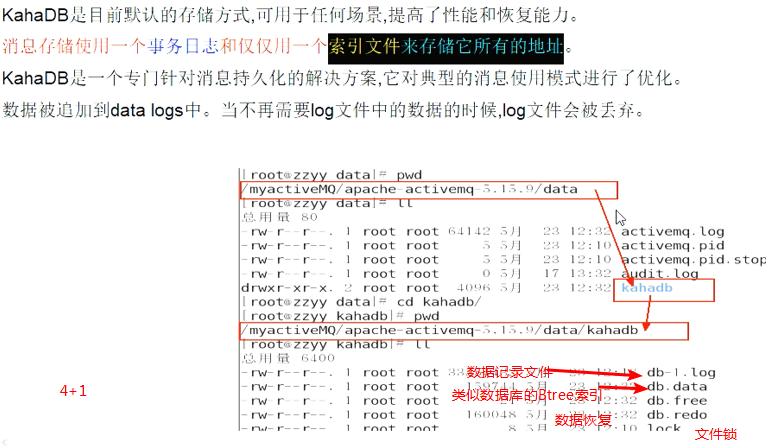 KahaDB是目前默认的存储方式,可用于任何场景,提高了性能和恢复能力。
消息存储使用一个事务日志和仅仅用一个索引文件来存储它所有的地址。
KahaDB是一个专门针对消息持久化的解决方案,它对典型的消息使用模式进行了优化。
数据被追加到data logs中。当不再需要log文件中的数据的时候,log文件会被丢弃。
[root@zzyy data]# pwd
/myactiveMQ/apache-activemq-5.15.9/data
[root@zzyy data]# ll
总用量 80
-rw-r--r--. 1 root root 64142 5月 23 12:32 activemq.log
-rw-r--r--. 1 root root 5 5月 23 12:10 activemq.pid
-rw-r--r--. 1 root root 5 5月 23 12:10 activemq.pid.stop
-rw-r--r--. 1 root root 0 5月 17 13:32 audit.log
drwxr-xr-x. 2 root root 4096 5月 23 12:32 kahadb
[root@zzyy data]# cd kahadb/
[root@zzyy kahadb]# pwd
/myactiveMQ/apache-activemq-5.15.9/data/kahadb
[root@zzyy kahadb]# ll
总用量 6400
-rw-r--r--. 1 root root 数据记录文件 db-1.log
4+1
-rw-r--r--. 1 root 类似数据库的Btree索引 db.data
-rw-r--r--. 1 root root db.free
-rw-r--r--. 1 root root 160048 5月 数据恢复 db.redo
-rw-r--r--. 1 root root 8 5月 23 lock
文件锁